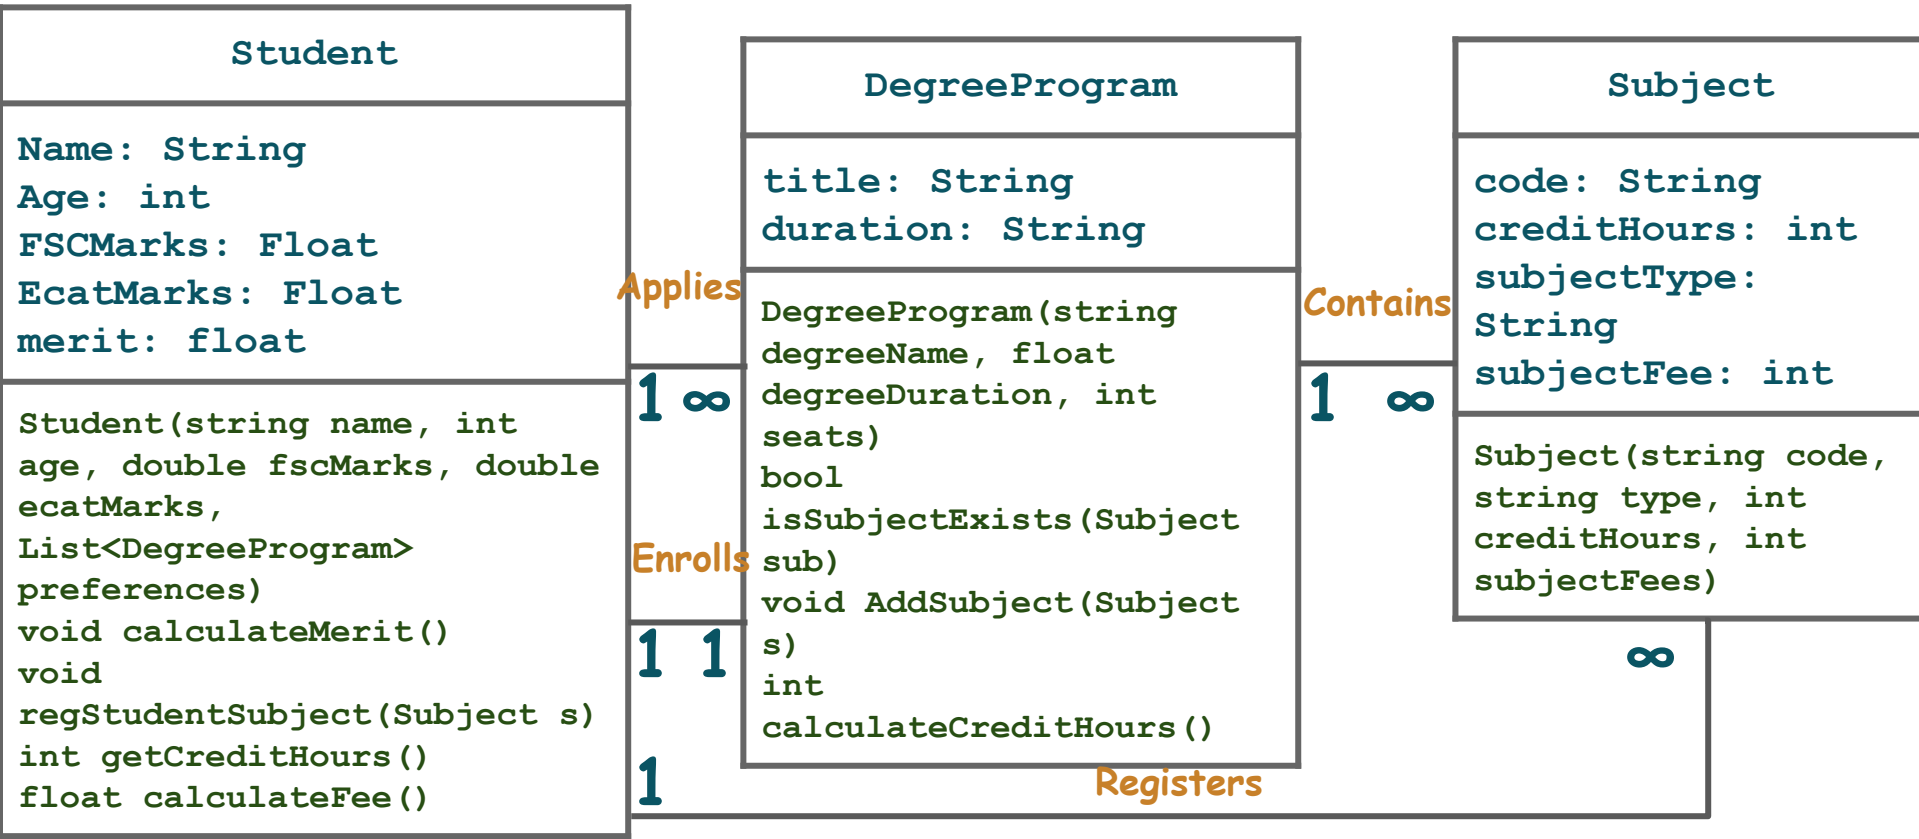 Student
Name: String
Age: int
FSCMarks: Float
EcatMarks: Float
merit: float
Student(string name, int
age, double fscMarks, double
ecatMarks,
List<DegreeProgram>
preferences)
void calculateMerit()
void
regStudentSubject(Subject s)
int getCreditHours()
float calculateFee()
Applies
1 ∞
Enrolls
1 1
1
DegreeProgram
title: String
duration: String
DegreeProgram(string
degreeName, float
degreeDuration, int
seats)
bool
isSubjectExists(Subject
sub)
void AddSubject(Subject
s)
int
calculateCreditHours()
Registers
Contains
1 ∞
Subject
code: String
creditHours: int
subjectType:
String
subjectFee: int
Subject(string code,
string type, int
creditHours, int
subjectFees)
∞